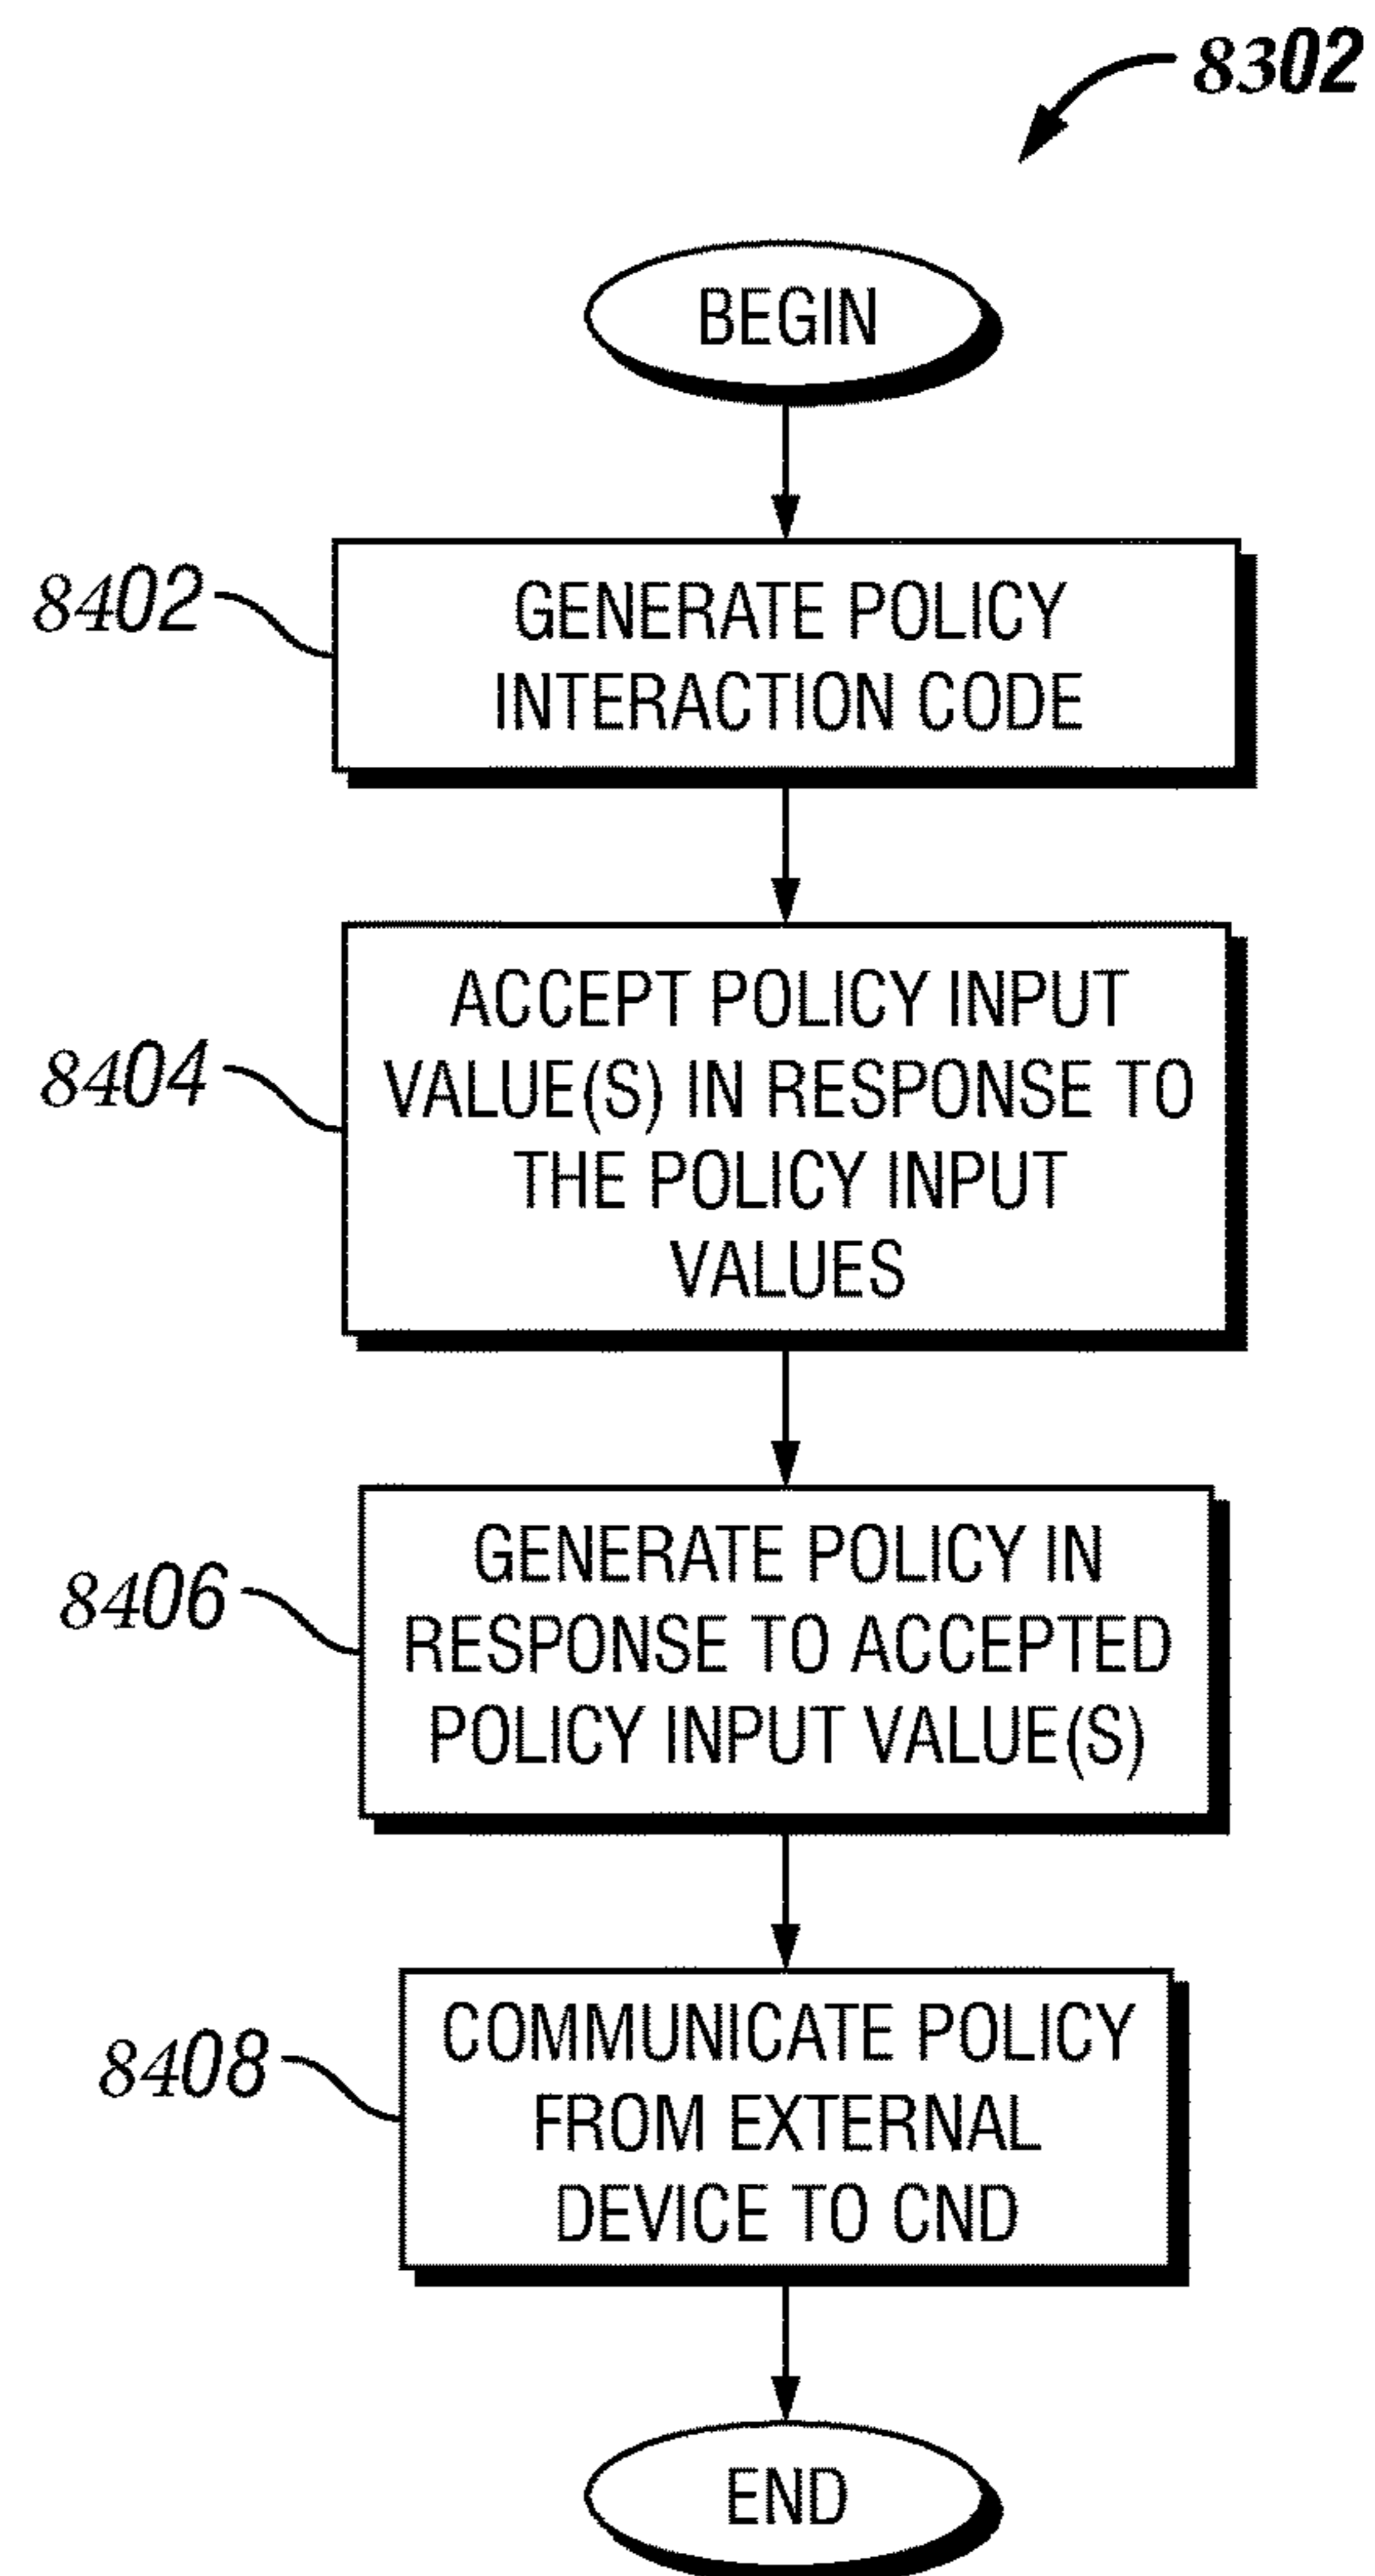 8302
BEGIN
8402
GENERATE POLICY
INTERACTION CODE
8404
ACCEPT POLICY INPUT
VALUE(S) IN RESPONSE TO
THE POLICY INPUT
VALUES
8406
GENERATE POLICY IN
RESPONSE TO ACCEPTED
POLICY INPUT VALUE(S)
8408
COMMUNICATE POLICY
FROM EXTERNAL
DEVICE TO CND
END